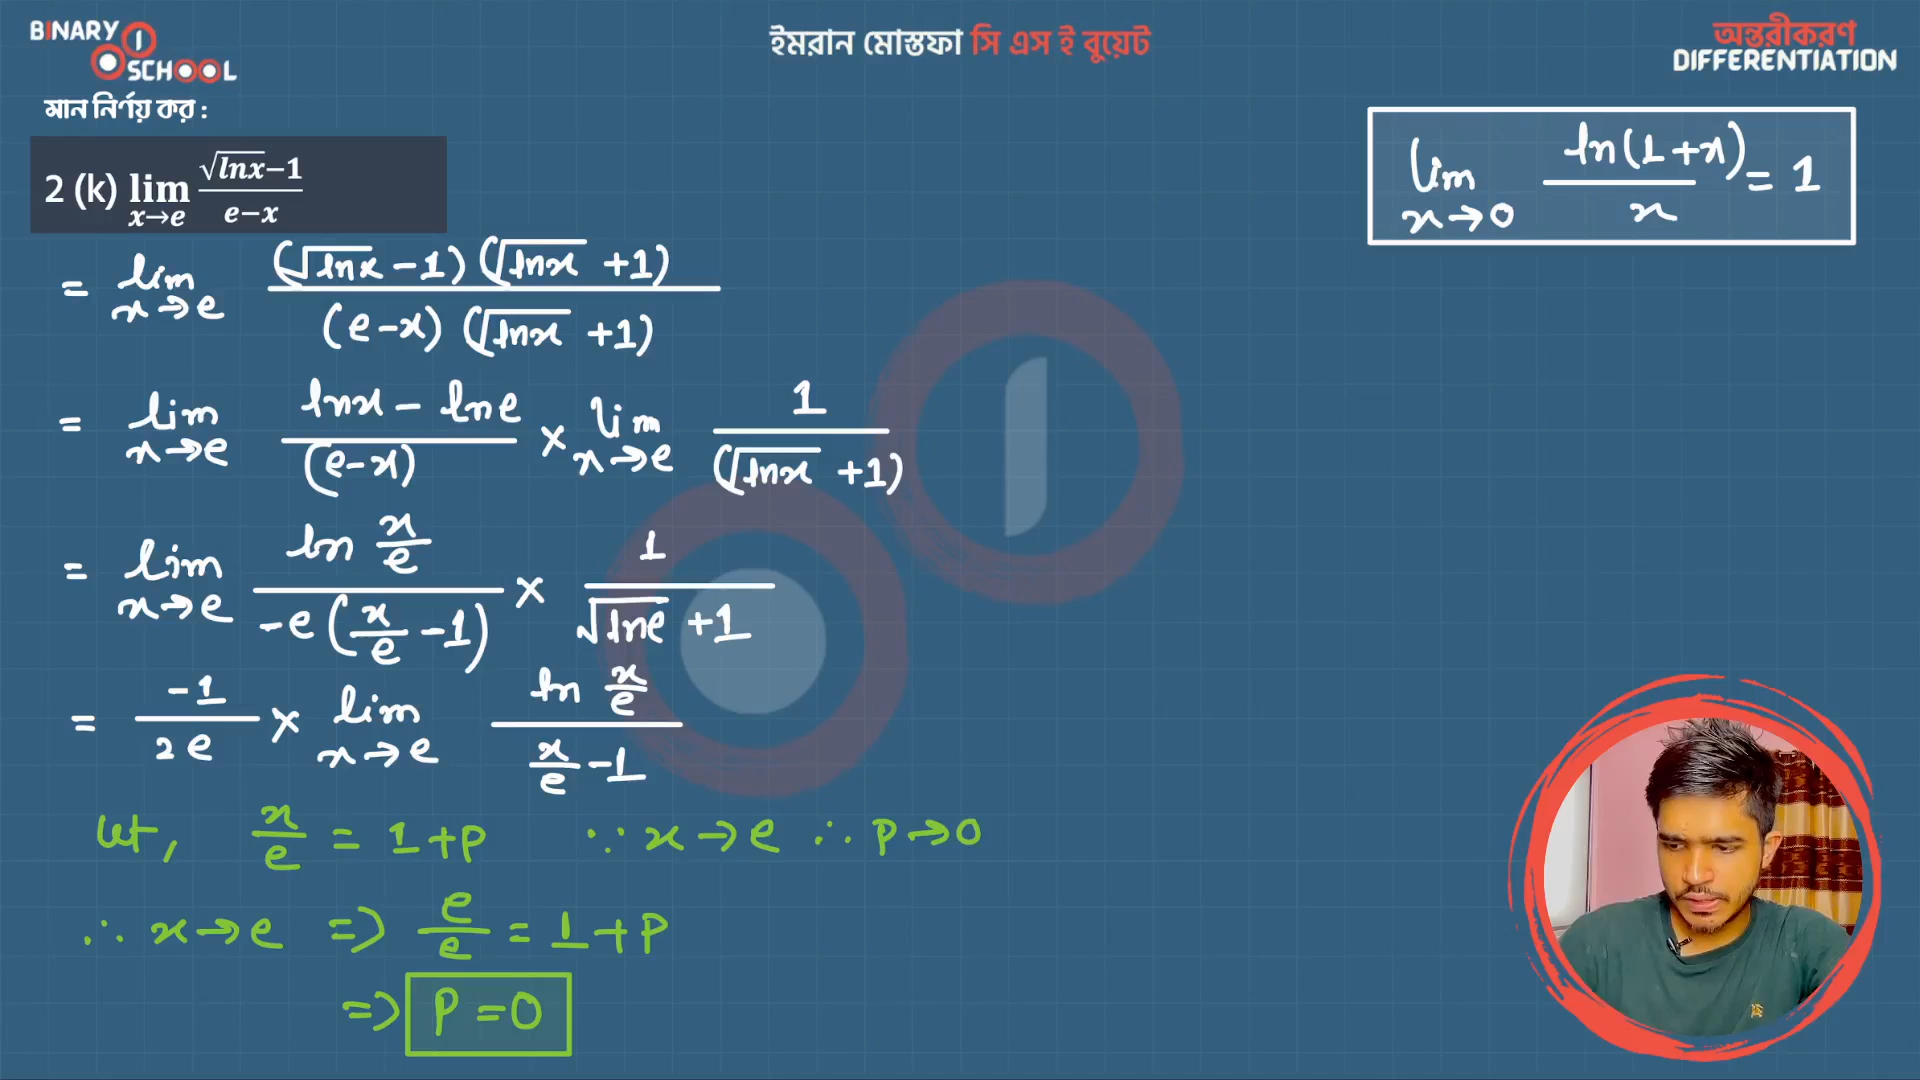 BINARY SCHOOL
ইমরান মোস্তফা সি এস ই বুয়েট
অন্তরীকরণ
DIFFERENTIATION
মান নির্ণয় কর :
2 (k) lim x→e (√lnx −1)/(e−x)
lim x→0 ln(1+x)/x = 1
= lim x→e (√lnx −1)(√lnx +1)/(e−x)(√lnx +1)
= lim x→e (lnx − lne)/(e−x) × lim x→e 1/(√lnx +1)
= lim x→e ln x/e / −e(x/e −1) × 1/(√lne +1)
= −1/2e × lim x→e ln x/e / (x/e −1)
let, x/e = 1+P ∵ x→e ∴ P→0
∴ x→e => e/e = 1+P
=> P=0